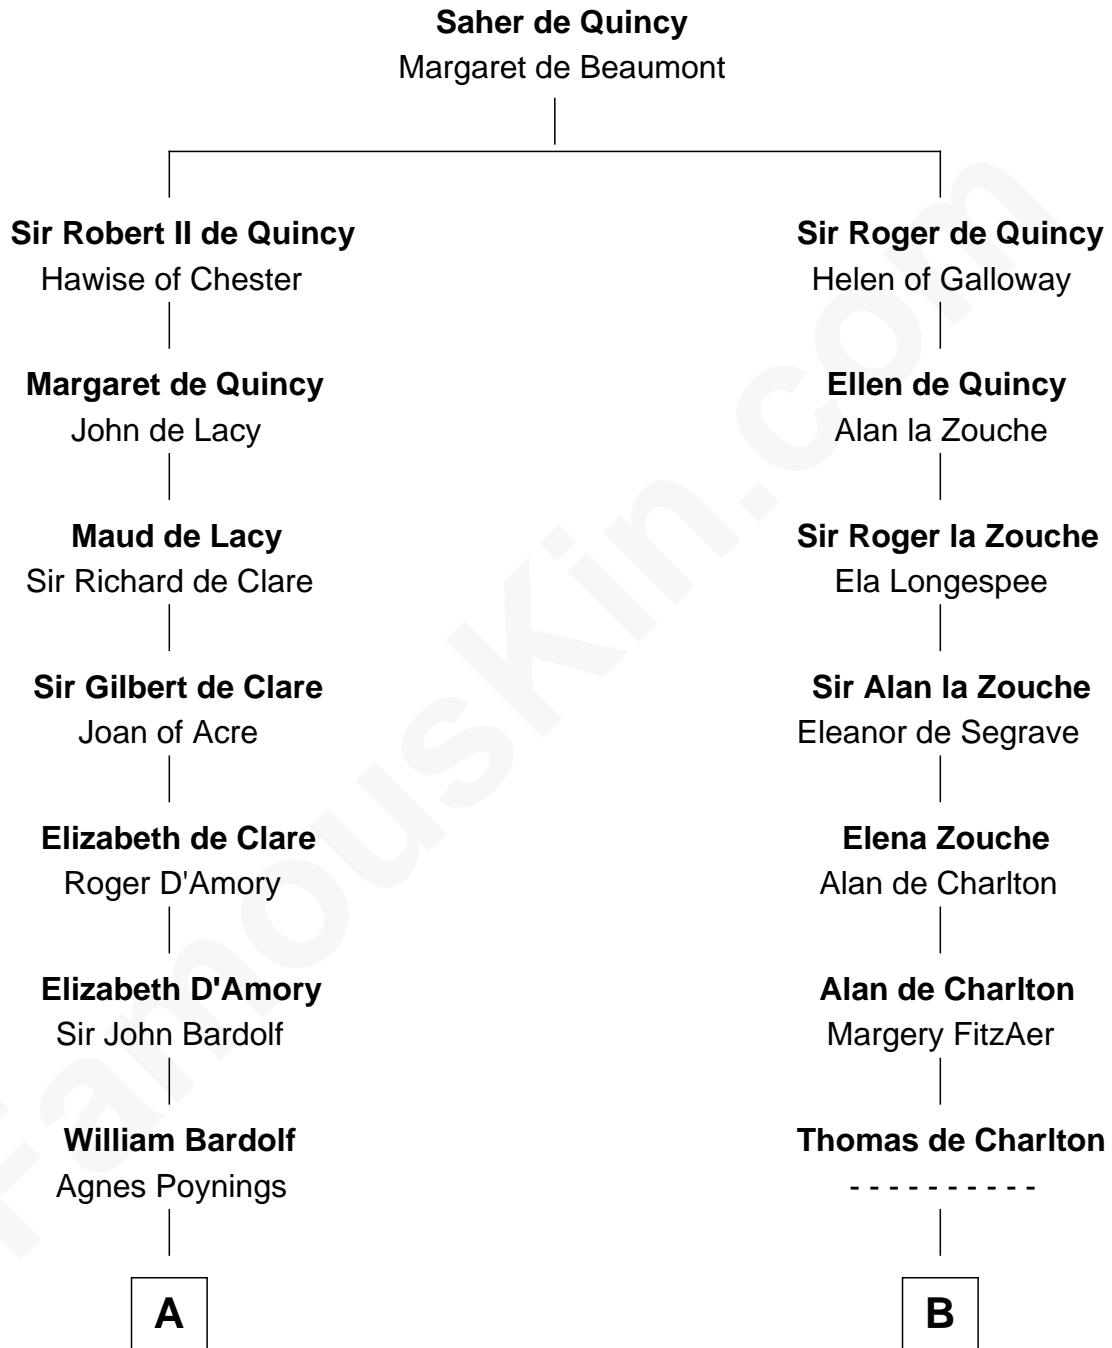 Saher de Quincy
Margaret de Beaumont
Sir Robert II de Quincy
Hawise of Chester
Margaret de Quincy
John de Lacy
Maud de Lacy
Sir Richard de Clare
Sir Gilbert de Clare
Joan of Acre
Elizabeth de Clare
Roger D'Amory
Elizabeth D'Amory
Sir John Bardolf
William Bardolf
Agnes Poynings
A
Sir Roger de Quincy
Helen of Galloway
Ellen de Quincy
Alan la Zouche
Sir Roger la Zouche
Ela Longespee
Sir Alan la Zouche
Eleanor de Segrave
Elena Zouche
Alan de Charlton
Alan de Charlton
Margery FitzAer
Thomas de Charlton
- - - - - - - - - -
B
FamousKin.com